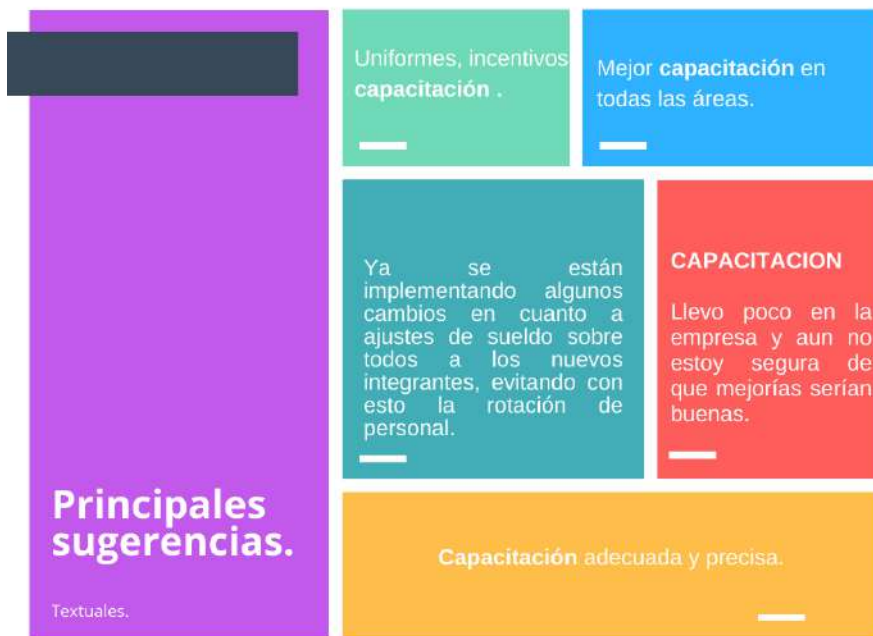 Principales
sugerencias.
Textuales.
Uniformes, incentivos
capacitación .
Mejor capacitación en
todas las áreas.
Ya se están
implementando algunos
cambios en cuanto a
ajustes de sueldo sobre
todos a los nuevos
integrantes, evitando con
esto la rotación de
personal.
CAPACITACION
Llevo poco en la
empresa y aun no
estoy segura de
que mejorías serían
buenas.
Capacitación adecuada y precisa.